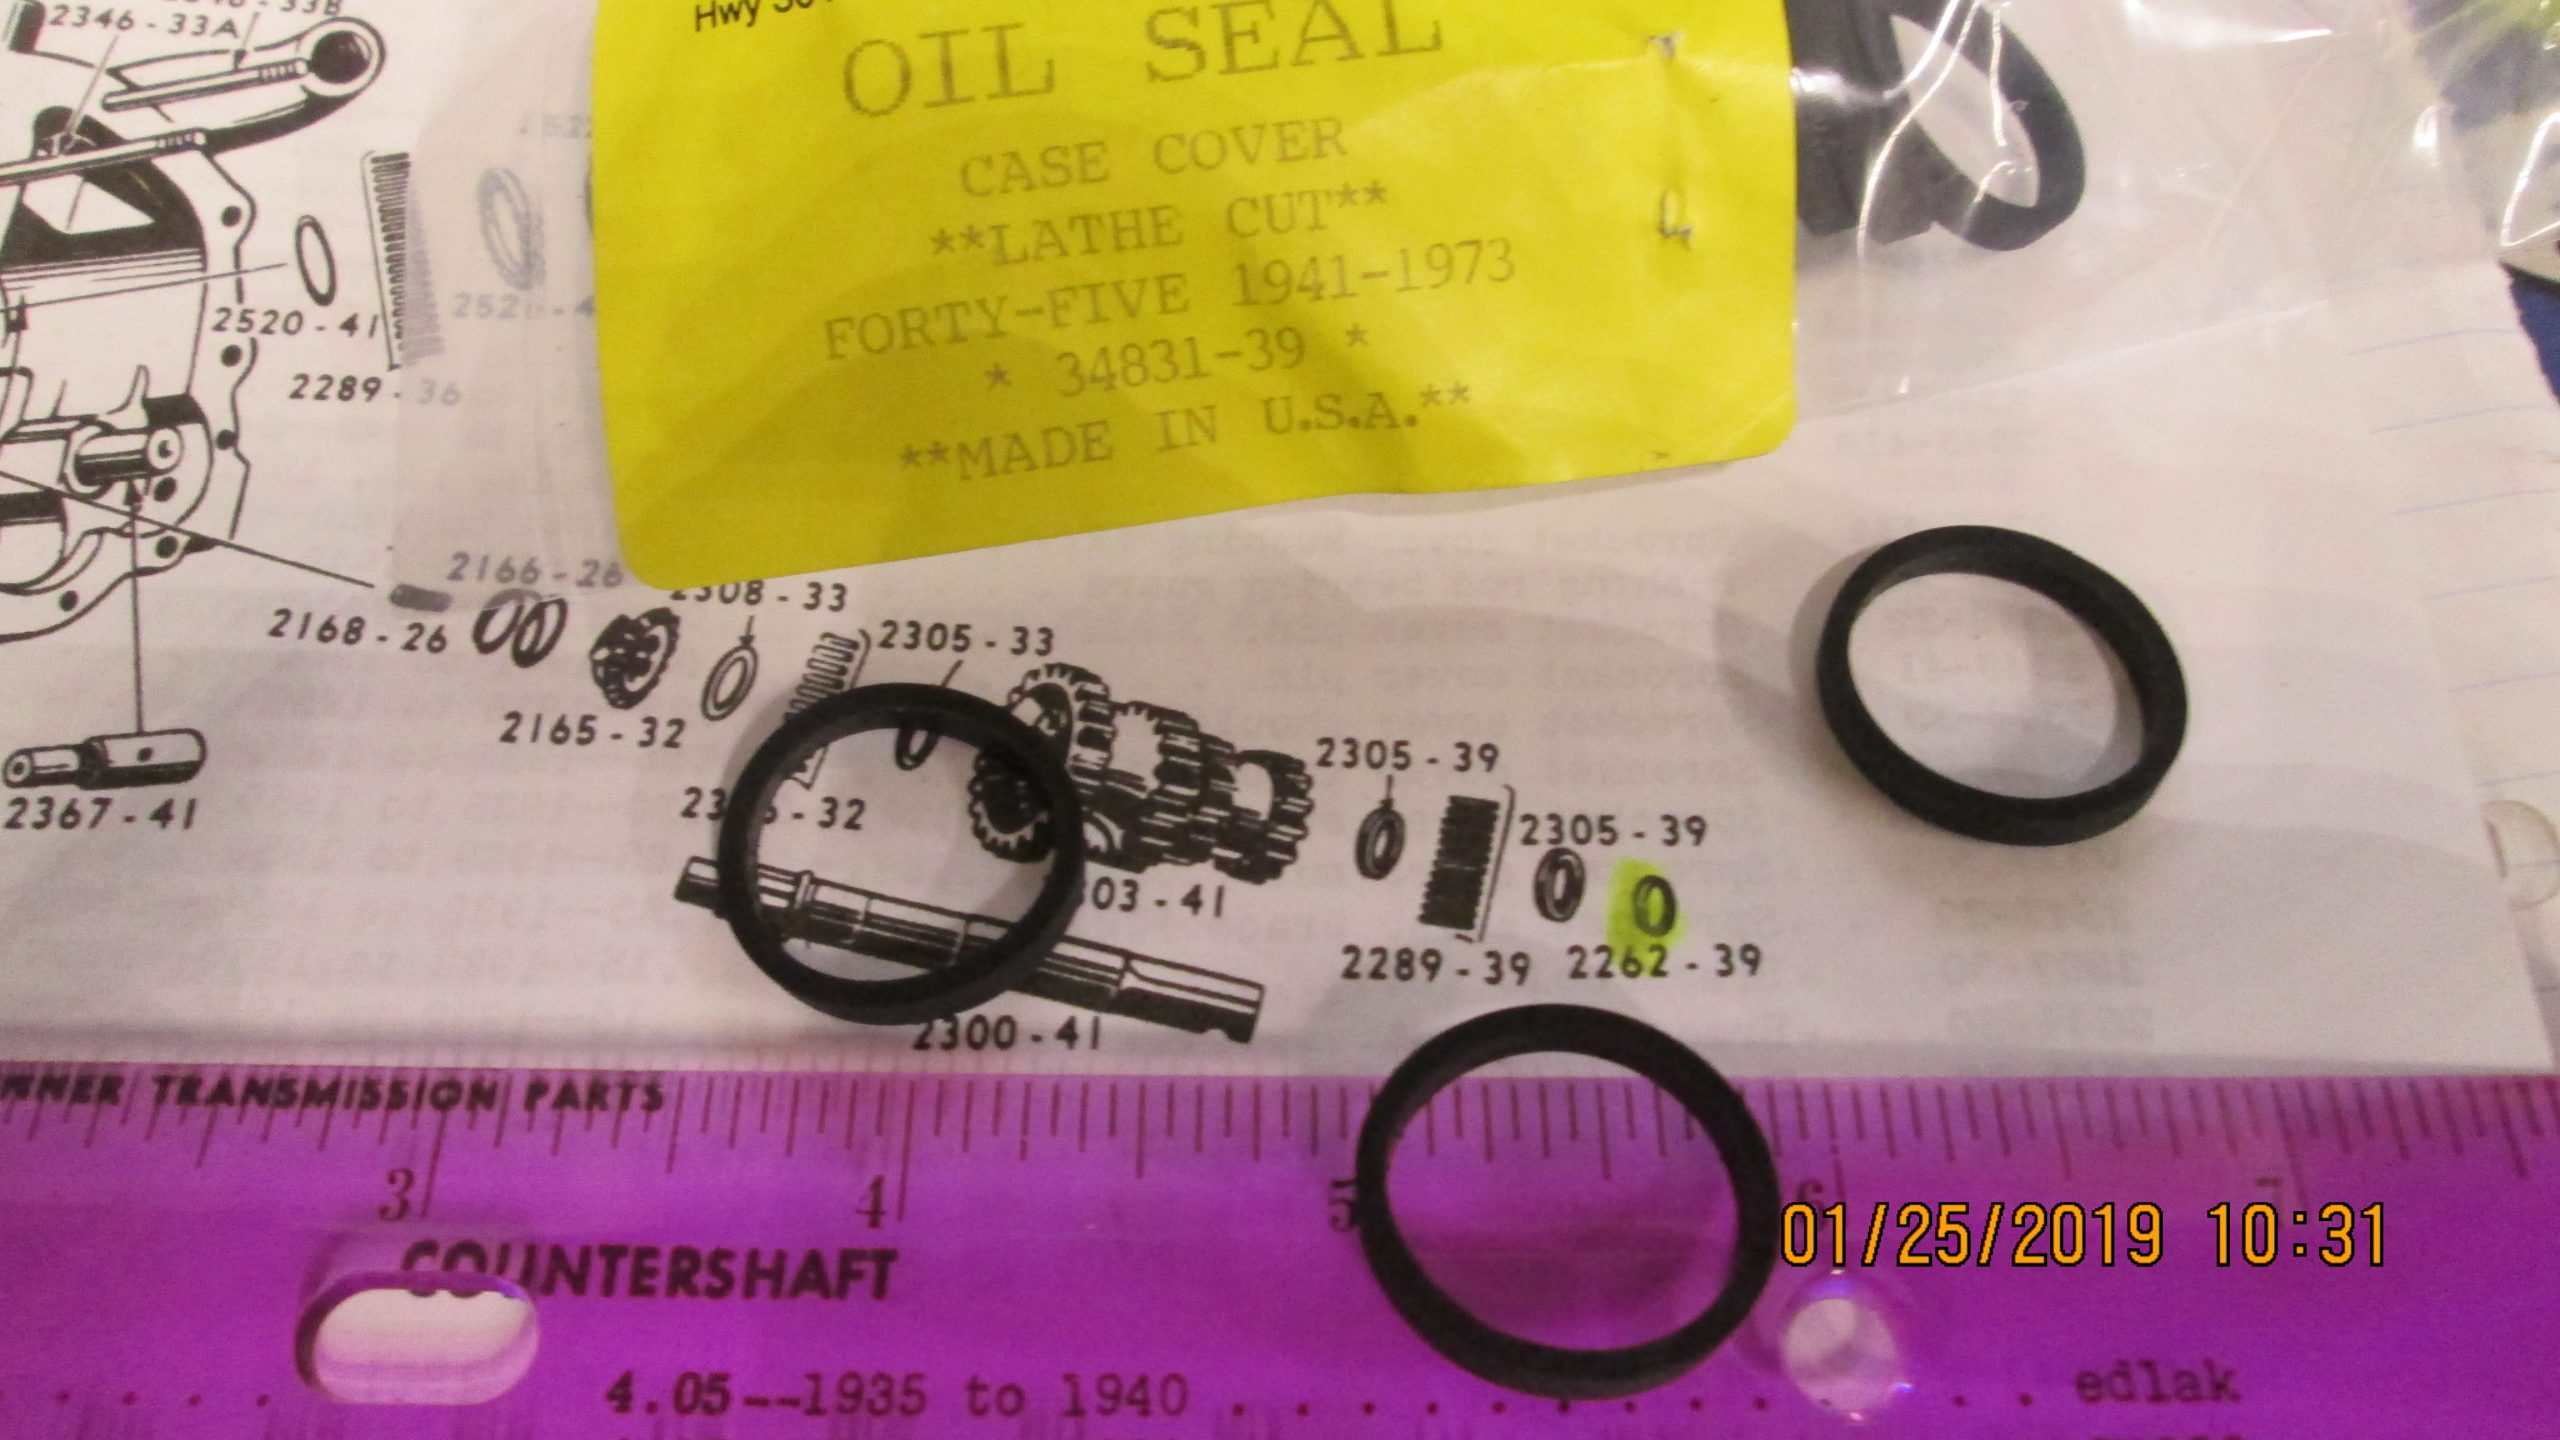 2346-33A
Hwy
OIL SEAL
CASE COVER
**LATHE CUT**
FORTY-FIVE 1941-1973
* 34831-39 *
**MADE IN U.S.A.**
2520-41
2289-36
2166-26
2168-26
2308-33
2305-33
2165-32
2367-41
2305-39
2305-39
2289-39
2262-39
2300-41
TRANSMISSION PARTS
3 4 5 6 7
COUNTERSHAFT
01/25/2019 10:31
4.05--1935 to 1940 . . . . . . . . . . . edlak